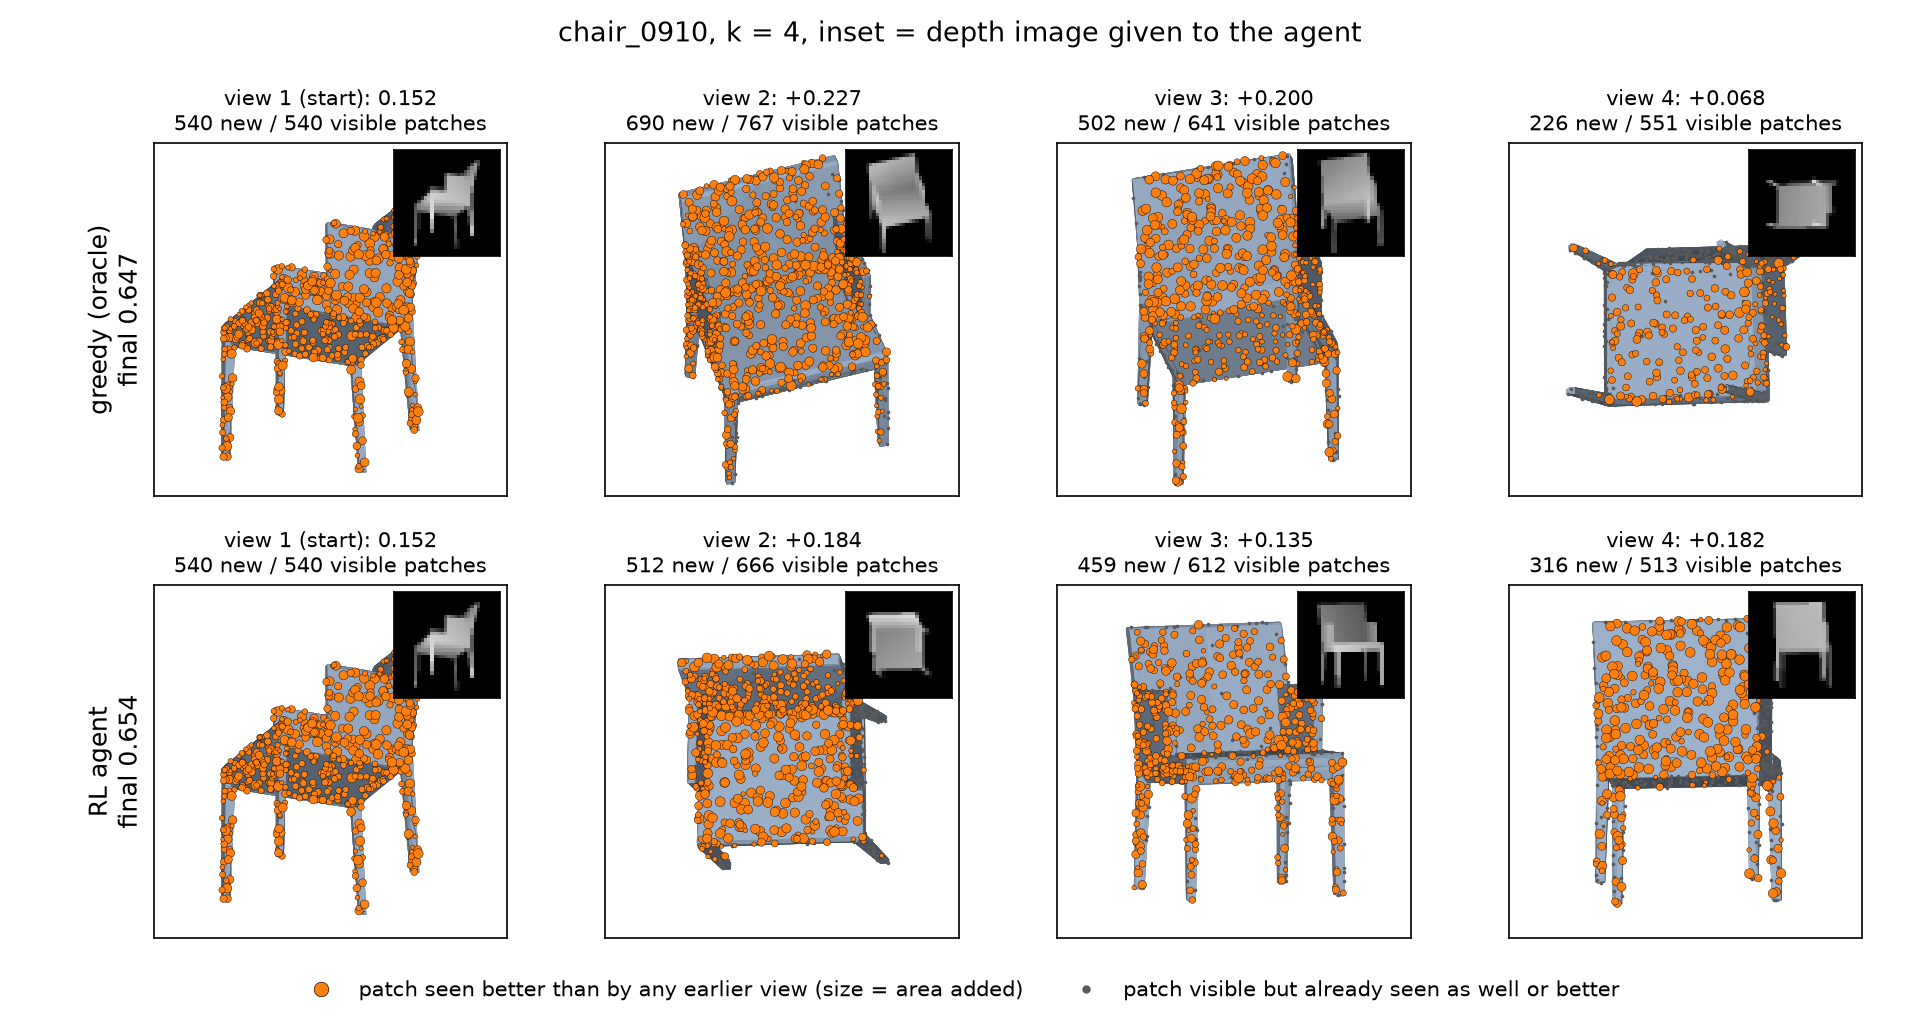 chair_0910, k = 4, inset = depth image given to the agent
view 1 (start): 0.152
540 new / 540 visible patches
view 2: +0.227
690 new / 767 visible patches
view 3: +0.200
502 new / 641 visible patches
view 4: +0.068
226 new / 551 visible patches
greedy (oracle)
final 0.647
view 1 (start): 0.152
540 new / 540 visible patches
view 2: +0.184
512 new / 666 visible patches
view 3: +0.135
459 new / 612 visible patches
view 4: +0.182
316 new / 513 visible patches
RL agent
final 0.654
patch seen better than by any earlier view (size = area added)
patch visible but already seen as well or better